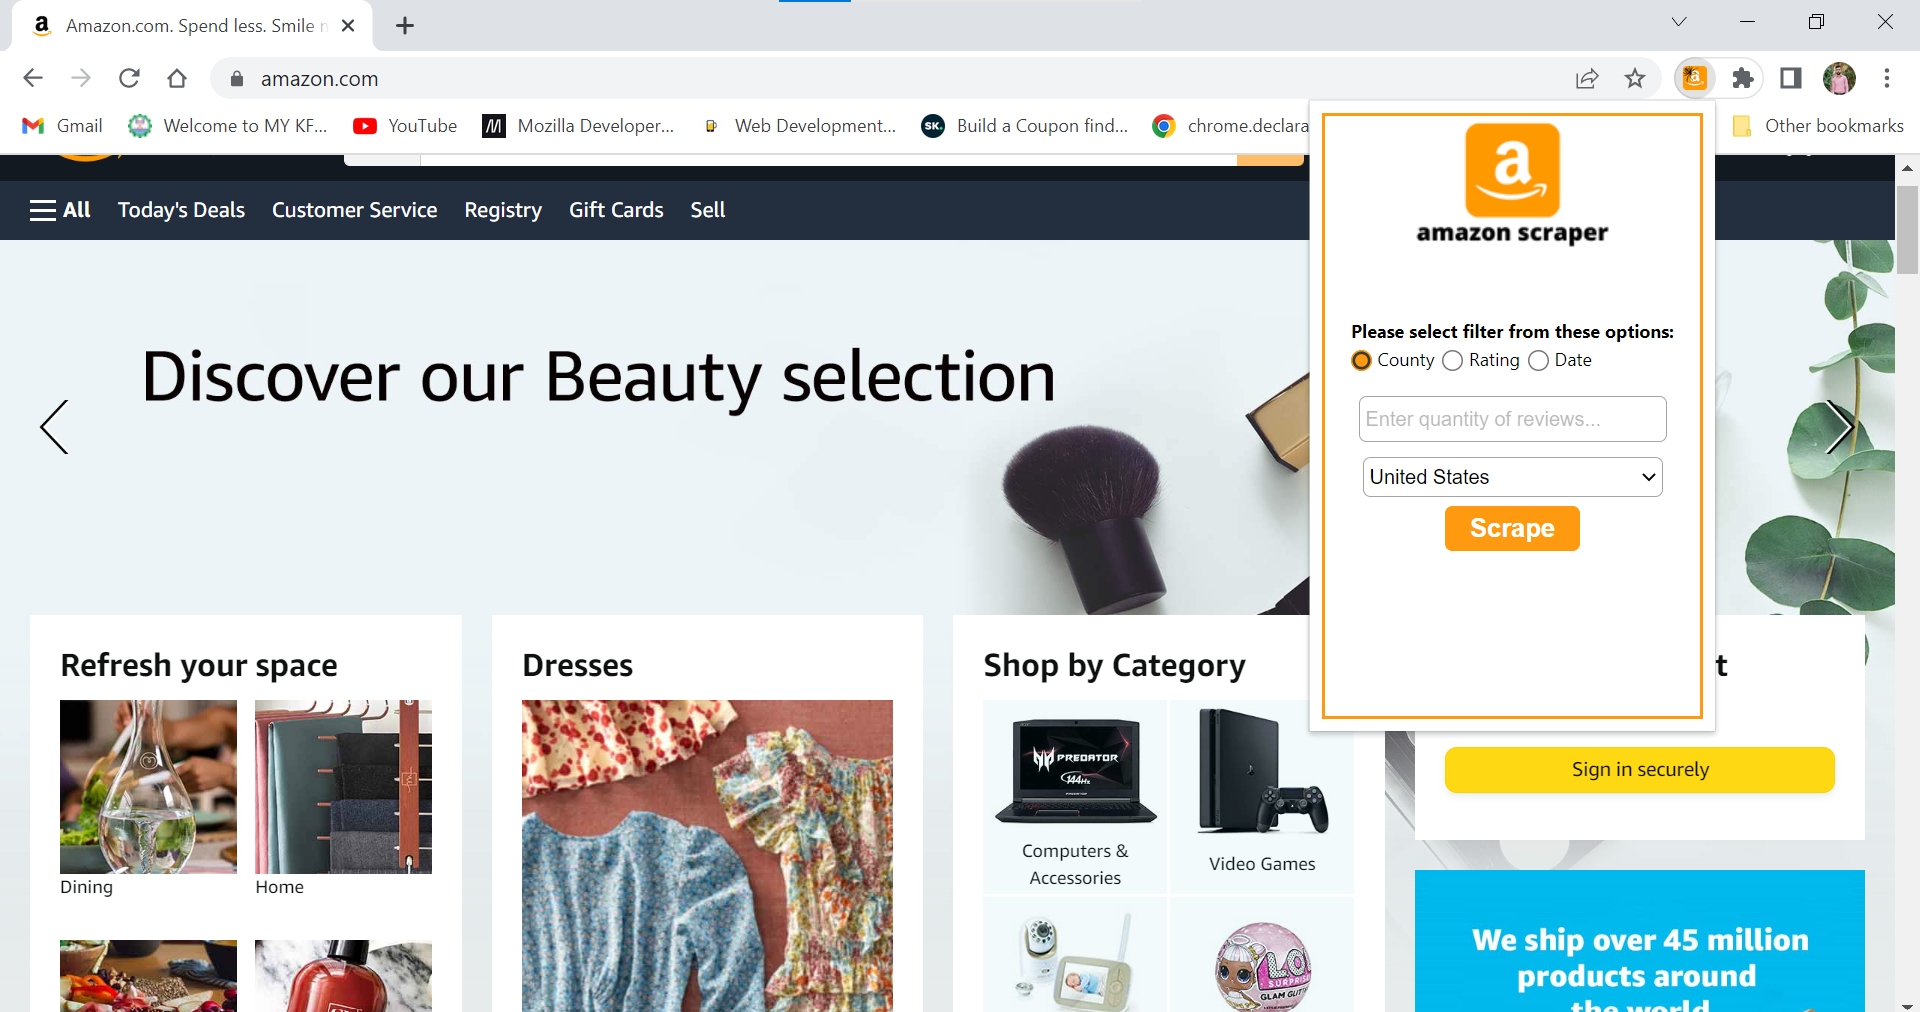 a
Amazon.com. Spend less. Smile
amazon.com
a
Gmail
Welcome to MY KF...
YouTube
Mozilla Developer...
Web Development...
SK.
Build a Coupon find...
chrome.declara
Other bookmarks
All
Today's Deals
Customer Service
Registry
Gift Cards
Sell
a
amazon scraper
Please select filter from these options:
County
Rating
Date
Enter quantity of reviews...
United States
Scrape
Discover our Beauty selection
Refresh your space
Dining
Home
Dresses
Shop by Category
PREDATOR
144Hz
Computers &
Accessories
Video Games
LOL
SURPRISE
t
Sign in securely
We ship over 45 million
products around
the world